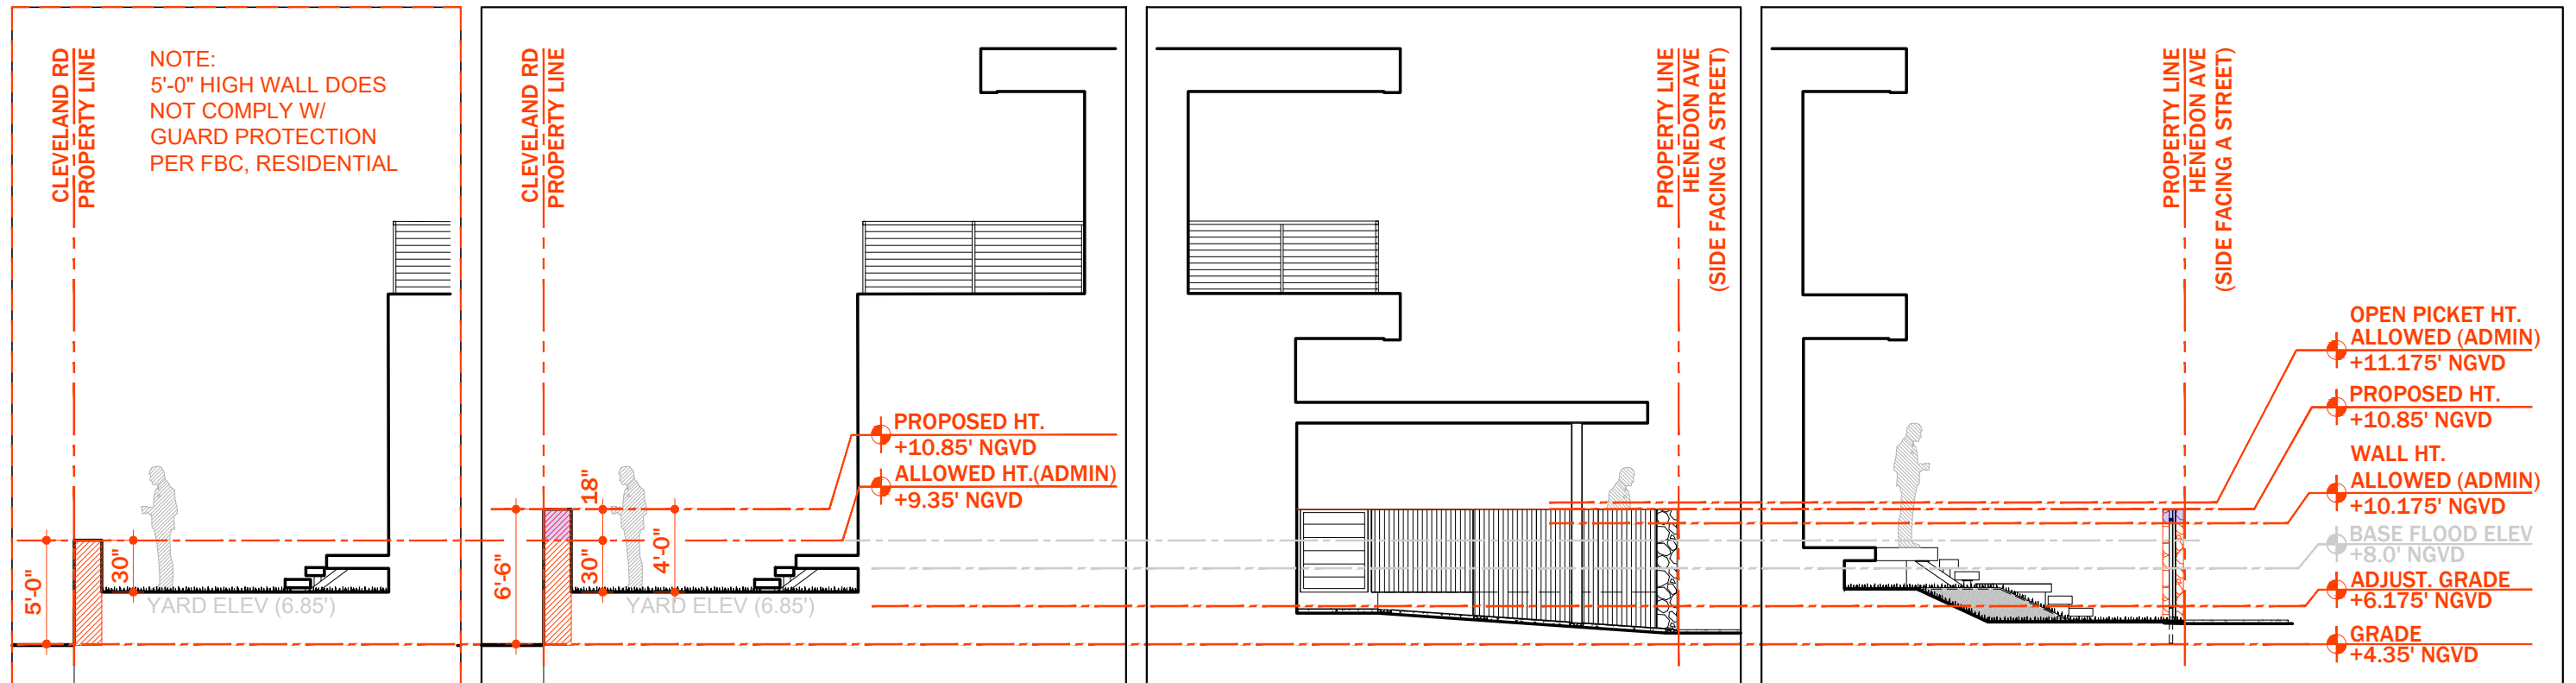 CLEVELAND RD
PROPERTY LINE
NOTE:
5'-0" HIGH WALL DOES
NOT COMPLY W/
GUARD PROTECTION
PER FBC, RESIDENTIAL
5'-0"
30"
YARD ELEV (6.85')
CLEVELAND RD
PROPERTY LINE
PROPOSED HT.
+10.85' NGVD
ALLOWED HT.(ADMIN)
+9.35' NGVD
6'-6"
18"
30"
4'-0"
YARD ELEV (6.85')
PROPERTY LINE
HENEDON AVE
(SIDE FACING A STREET)
PROPERTY LINE
HENEDON AVE
(SIDE FACING A STREET)
OPEN PICKET HT.
ALLOWED (ADMIN)
+11.175' NGVD
PROPOSED HT.
+10.85' NGVD
WALL HT.
ALLOWED (ADMIN)
+10.175' NGVD
BASE FLOOD ELEV
+8.0' NGVD
ADJUST. GRADE
+6.175' NGVD
GRADE
+4.35' NGVD